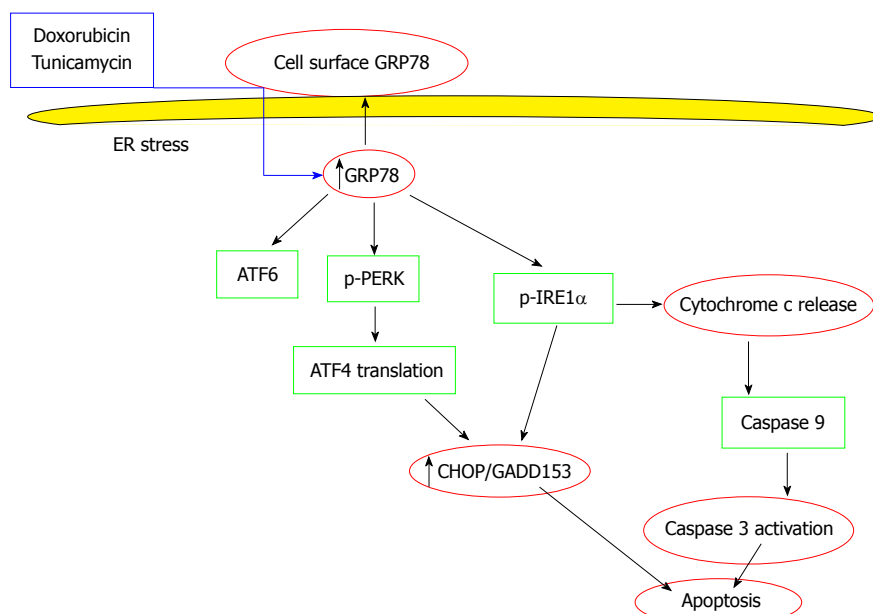 Doxorubicin
Tunicamycin
Cell surface GRP78
ER stress
GRP78
ATF6
p-PERK
p-IRE1α
Cytochrome c release
ATF4 translation
Caspase 9
CHOP/GADD153
Caspase 3 activation
Apoptosis